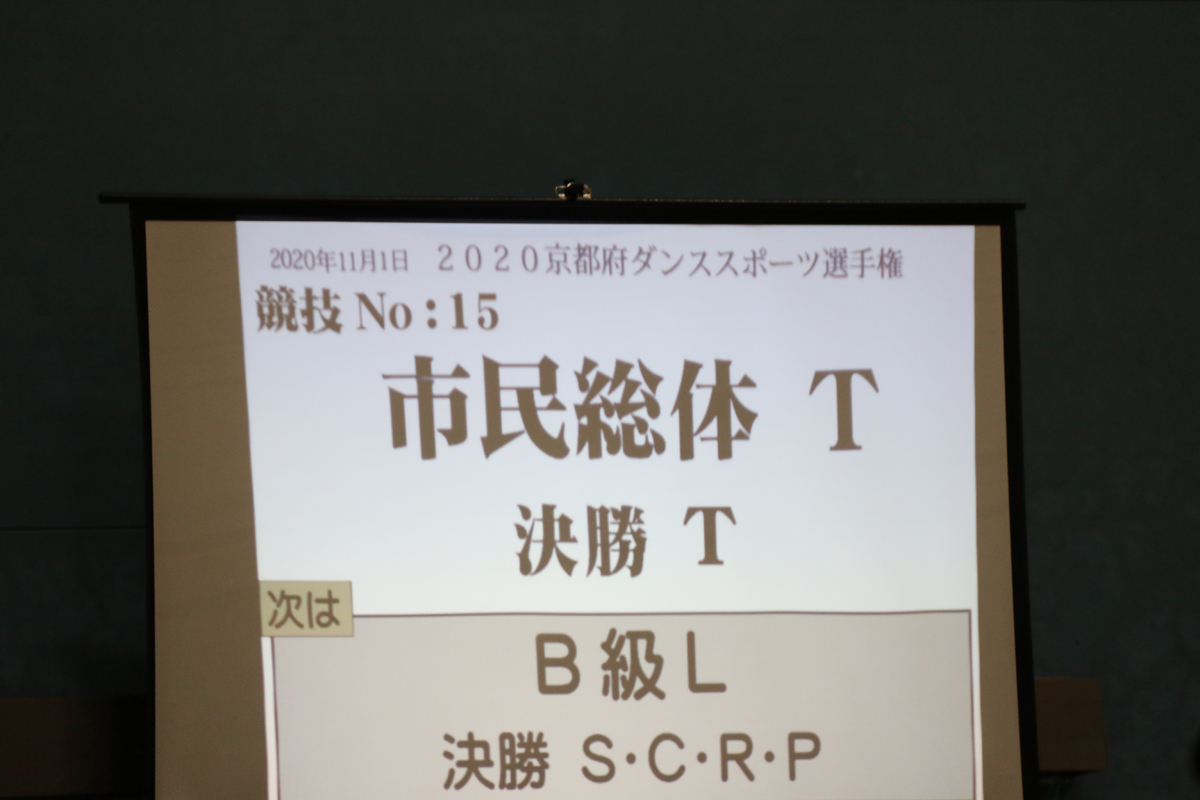 2020年11月1日 ２０２０京都府ダンススポーツ選手権
競技 No：15
市民総体 T
決勝 T
次は
B級L
決勝 S・C・R・P